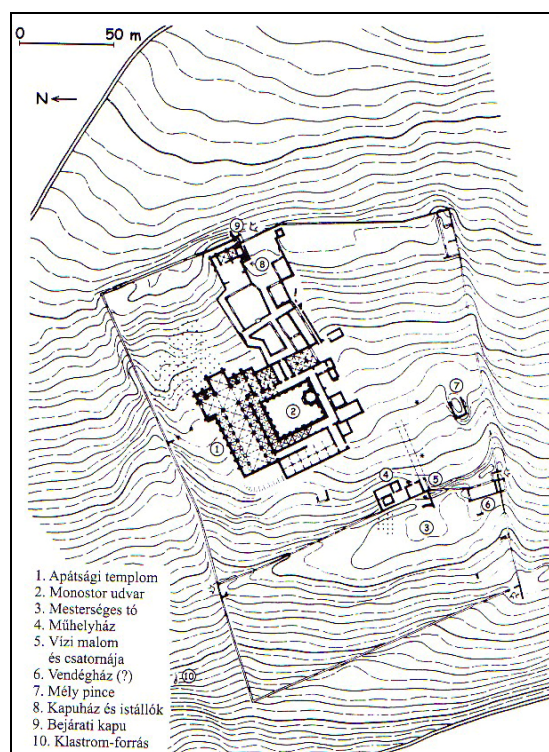 0 50 m
N
9
8
7
2
1
4
5
3
6
10
1. Apátsági templom
2. Monostor udvar
3. Mesterséges tó
4. Műhelyház
5. Vízi malom
és csatornája
6. Vendégház (?)
7. Mély pince
8. Kapuház és istállók
9. Bejárati kapu
10. Klastrom-forrás